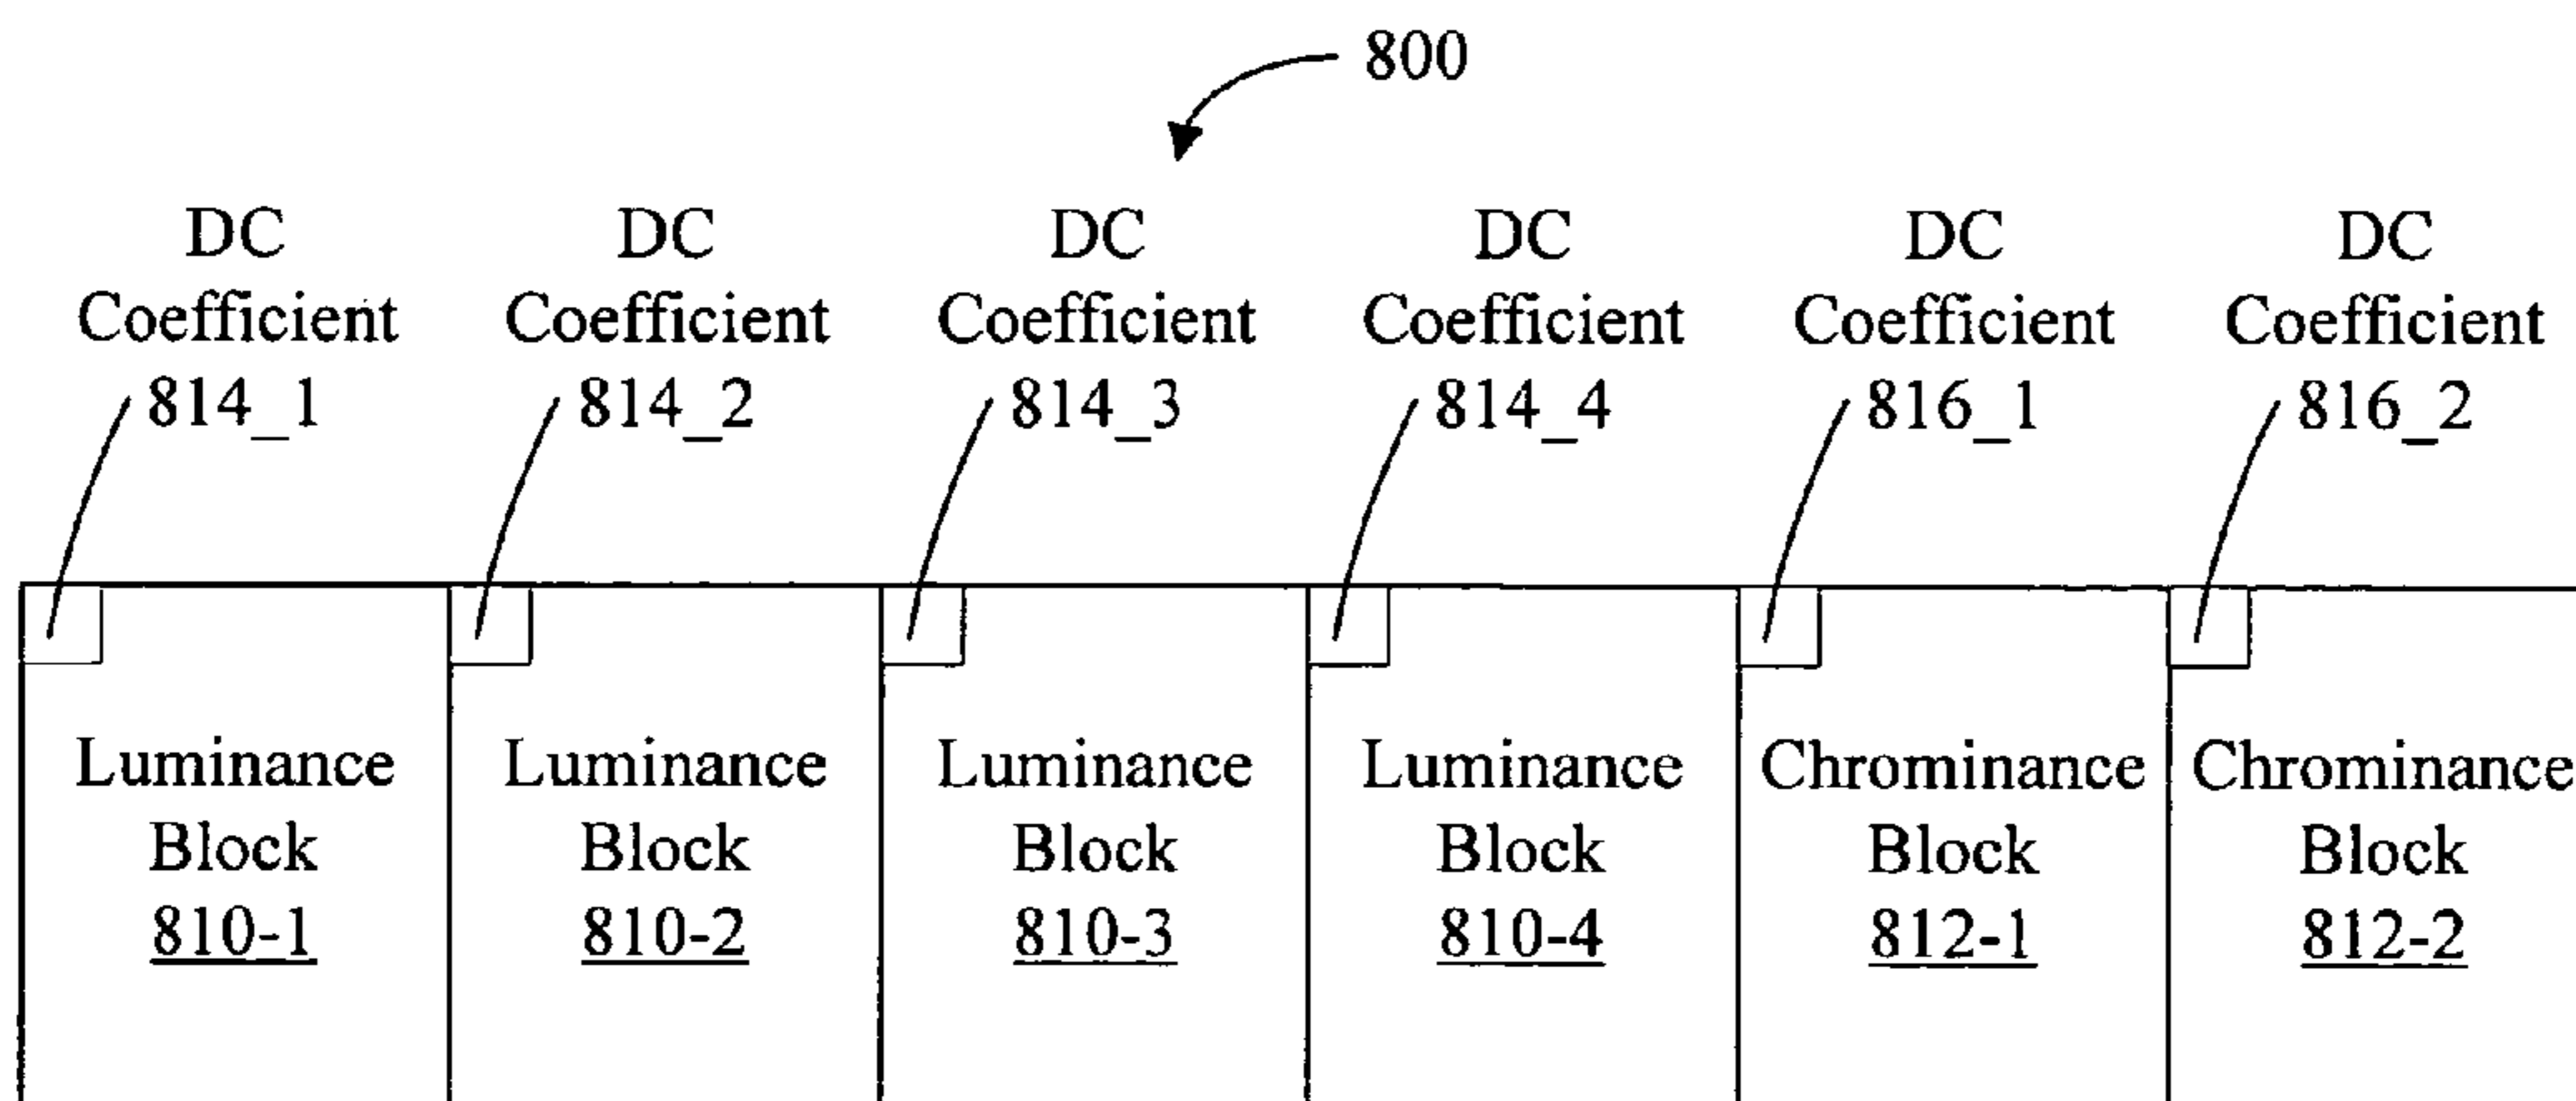 800
DC
Coefficient
814_1
DC
Coefficient
814_2
DC
Coefficient
814_3
DC
Coefficient
814_4
DC
Coefficient
816_1
DC
Coefficient
816_2
Luminance
Block
810-1
Luminance
Block
810-2
Luminance
Block
810-3
Luminance
Block
810-4
Chrominance
Block
812-1
Chrominance
Block
812-2